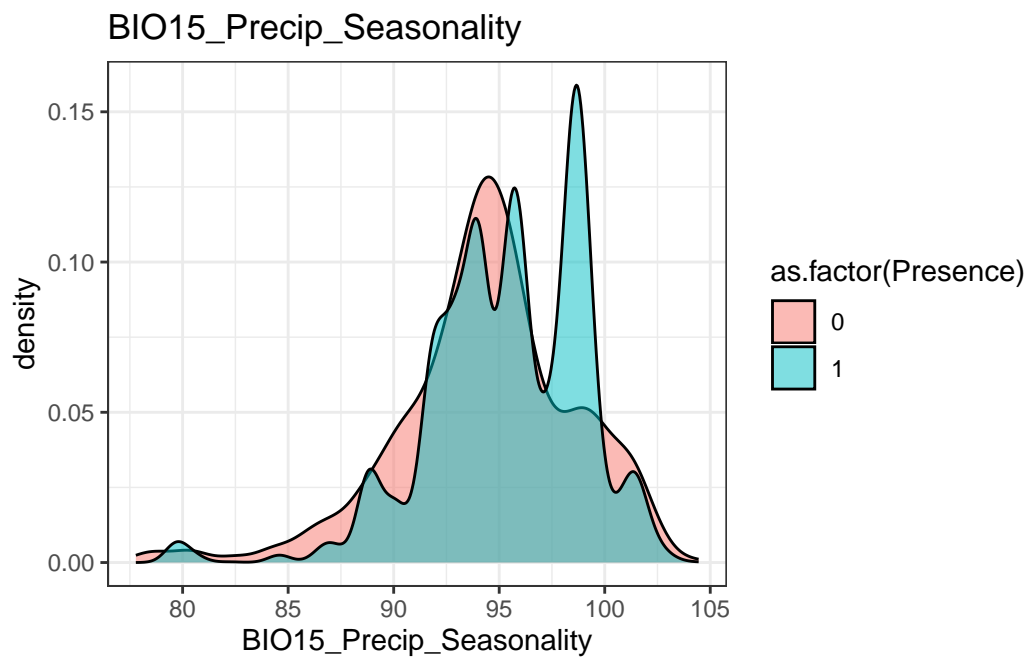 BIO15_Precip_Seasonality
0.15
0.10
0.05
0.00
density
80 85 90 95 100 105
BIO15_Precip_Seasonality
as.factor(Presence)
0
1